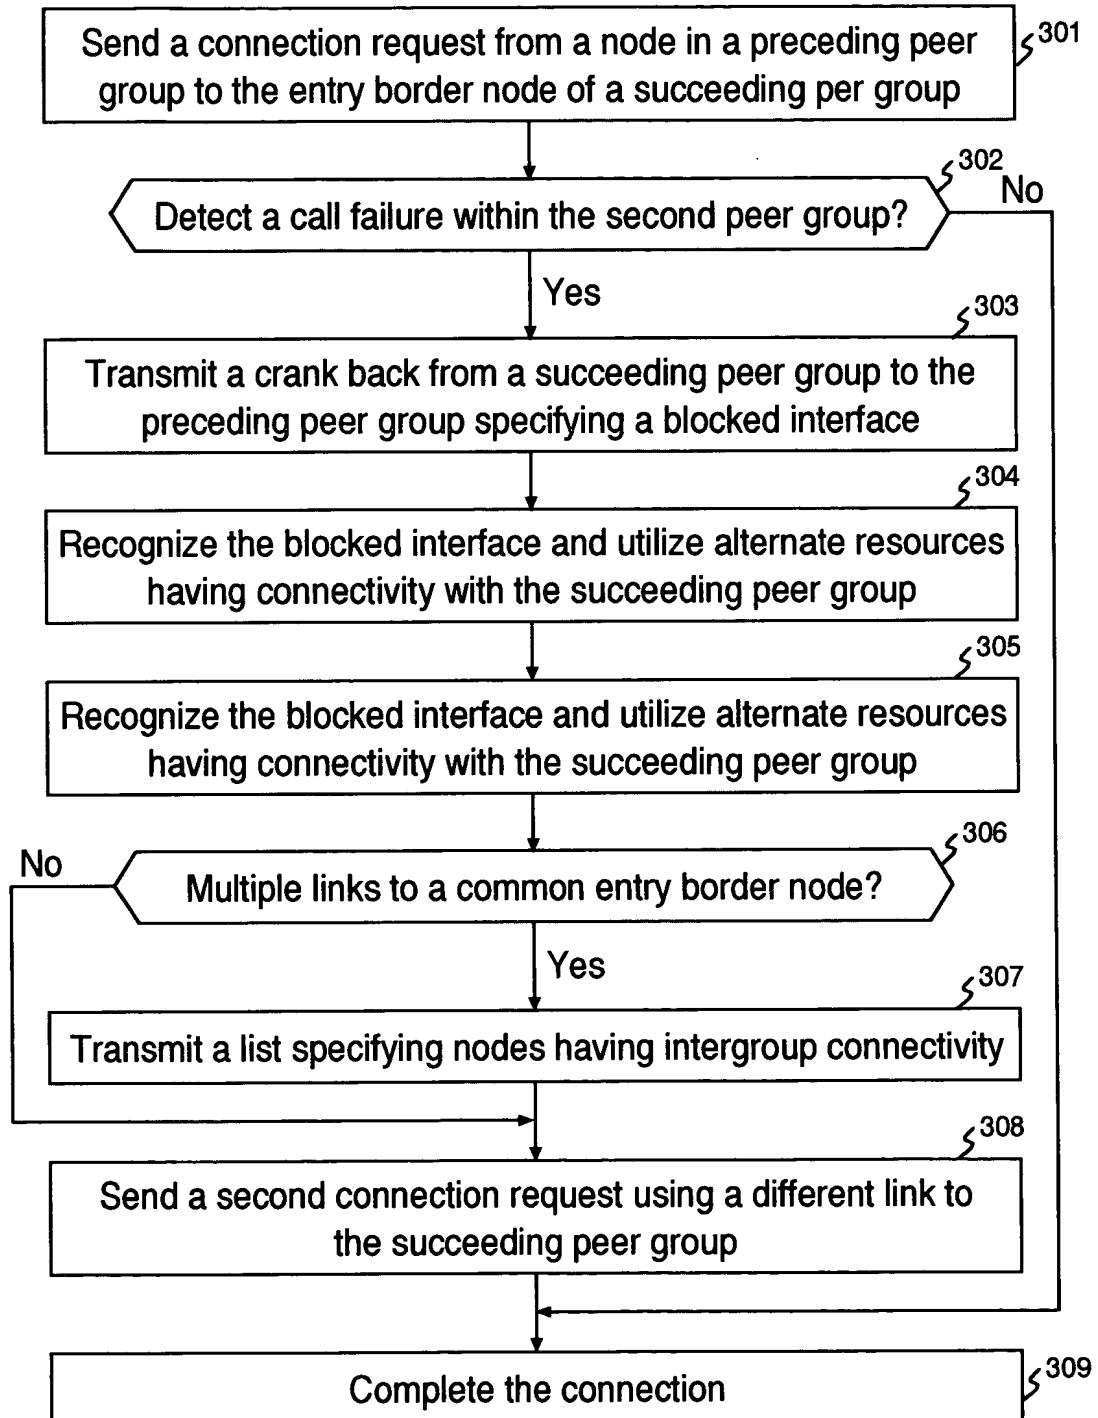 Send a connection request from a node in a preceding peer
group to the entry border node of a succeeding per group
301
302
No
Detect a call failure within the second peer group?
Yes
303
Transmit a crank back from a succeeding peer group to the
preceding peer group specifying a blocked interface
304
Recognize the blocked interface and utilize alternate resources
having connectivity with the succeeding peer group
305
Recognize the blocked interface and utilize alternate resources
having connectivity with the succeeding peer group
306
No
Multiple links to a common entry border node?
Yes
307
Transmit a list specifying nodes having intergroup connectivity
308
Send a second connection request using a different link to
the succeeding peer group
309
Complete the connection